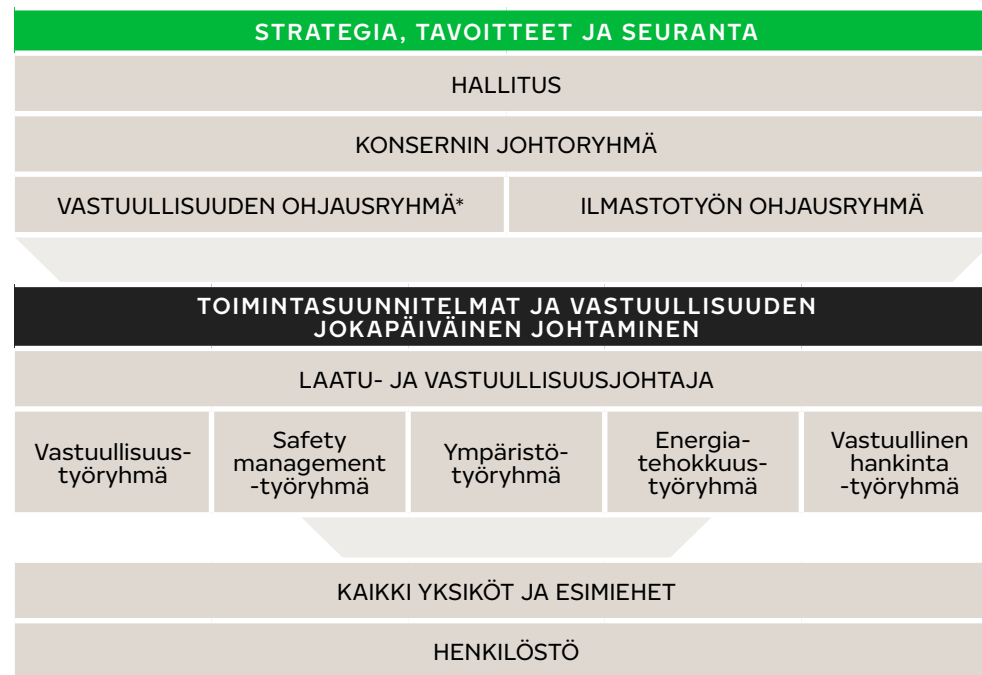 STRATEGIA, TAVOITTEET JA SEURANTA
HALLITUS
KONSERNIN JOHTORYHMÄ
VASTUULLISUUDEN OHJAUSRYHMÄ*
ILMASTOTYÖN OHJAUSRYHMÄ
TOIMINTASUUNNITELMAT JA VASTUULLISUUDEN
JOKAPÄIVÄINEN JOHTAMINEN
LAATU- JA VASTUULLISUUSJOHTAJA
Vastuullisuus-
työryhmä
Safety
management
-työryhmä
Ympäristö-
työryhmä
Energia-
tehokkuus-
työryhmä
Vastuullinen
hankinta
-työryhmä
KAIKKI YKSIKÖT JA ESIMIEHET
HENKILÖSTÖ